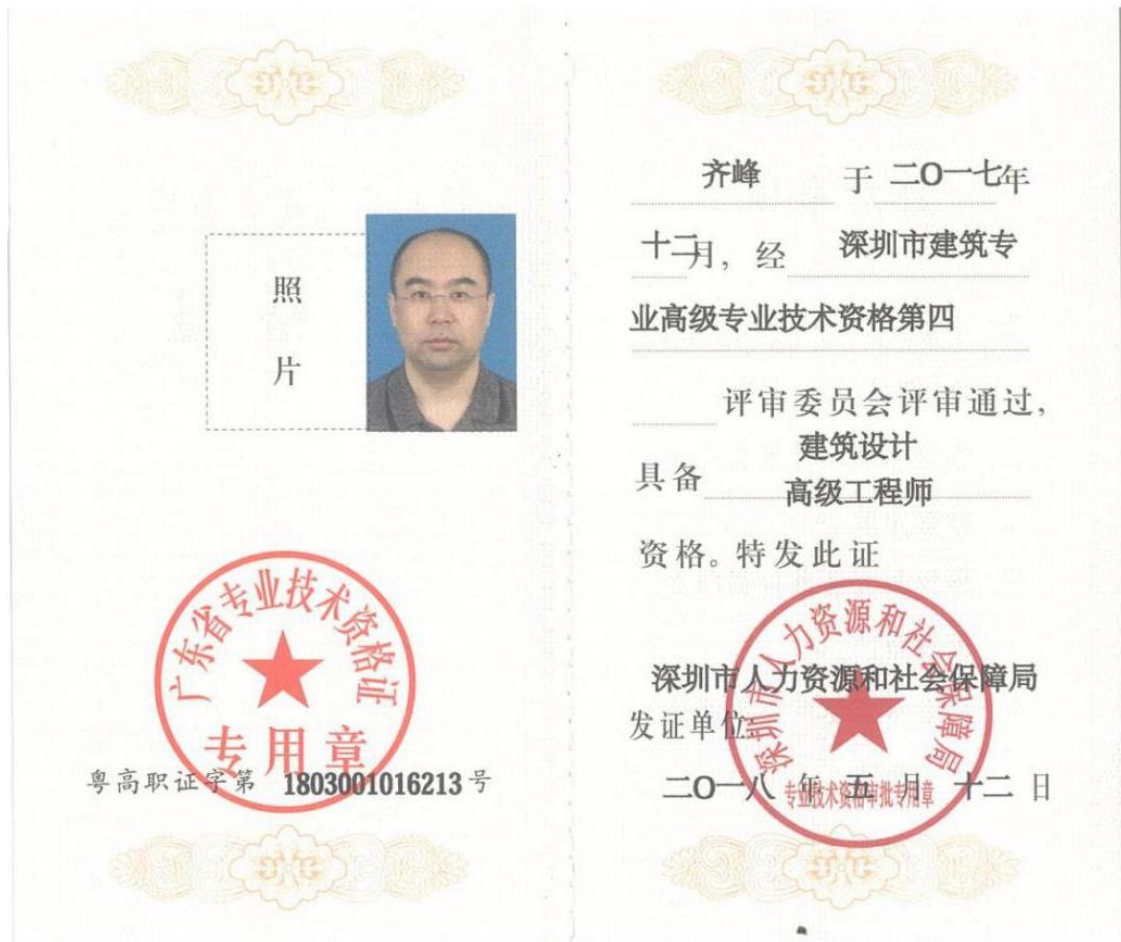 照
片
广东省专业技术资格证
专用章
粤高职证字第 1803001016213 号
齐峰 于 二O一七年
十二月，经 深圳市建筑专
业高级专业技术资格第四
评审委员会评审通过，
具备 建筑设计
高级工程师
资格。特发此证
深圳市人力资源和社会保障局
深圳市人力资源和社会保障局
发证单位
二O一八 年 五 月 十二 日
专业技术资格审批专用章